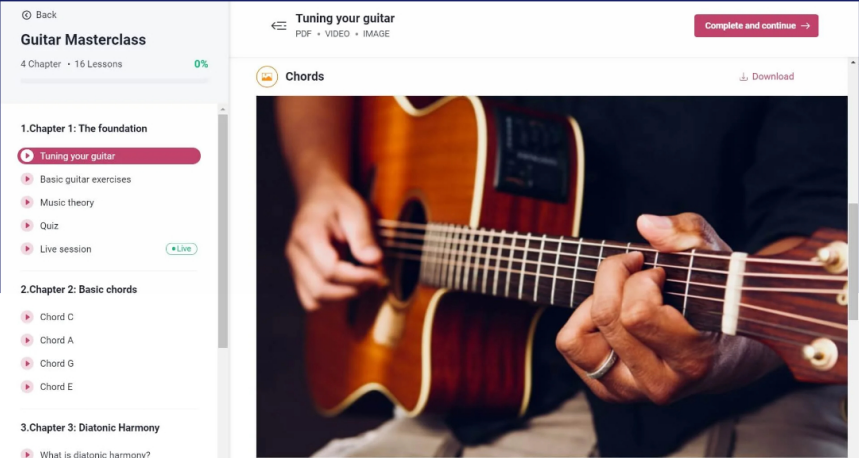 Back
Guitar Masterclass
4 Chapter • 16 Lessons 0%
1.Chapter 1: The foundation
Tuning your guitar
Basic guitar exercises
Music theory
Quiz
Live session • Live
2.Chapter 2: Basic chords
Chord C
Chord A
Chord G
Chord E
3.Chapter 3: Diatonic Harmony
What is diatonic harmony?
Tuning your guitar
PDF • VIDEO • IMAGE
Complete and continue →
Chords
Download